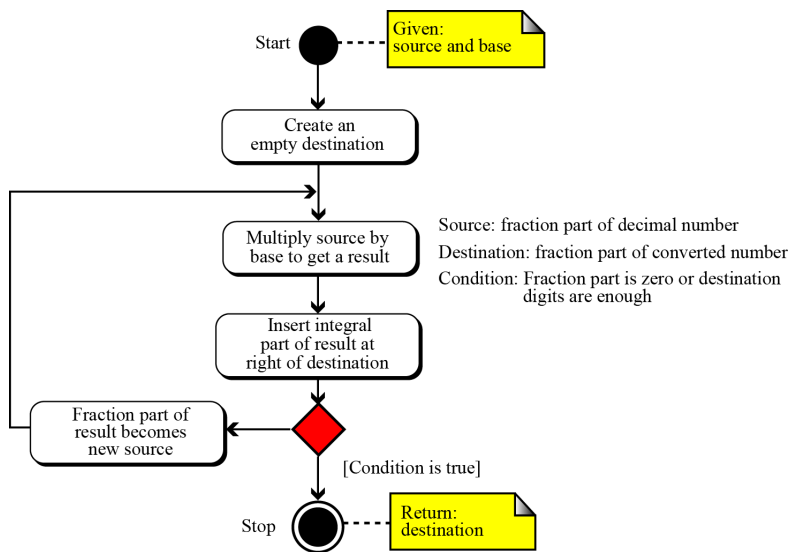 Start
Given:
source and base
Create an
empty destination
Multiply source by
base to get a result
Source: fraction part of decimal number
Destination: fraction part of converted number
Condition: Fraction part is zero or destination
digits are enough
Insert integral
part of result at
right of destination
Fraction part of
result becomes
new source
[Condition is true]
Stop
Return:
destination